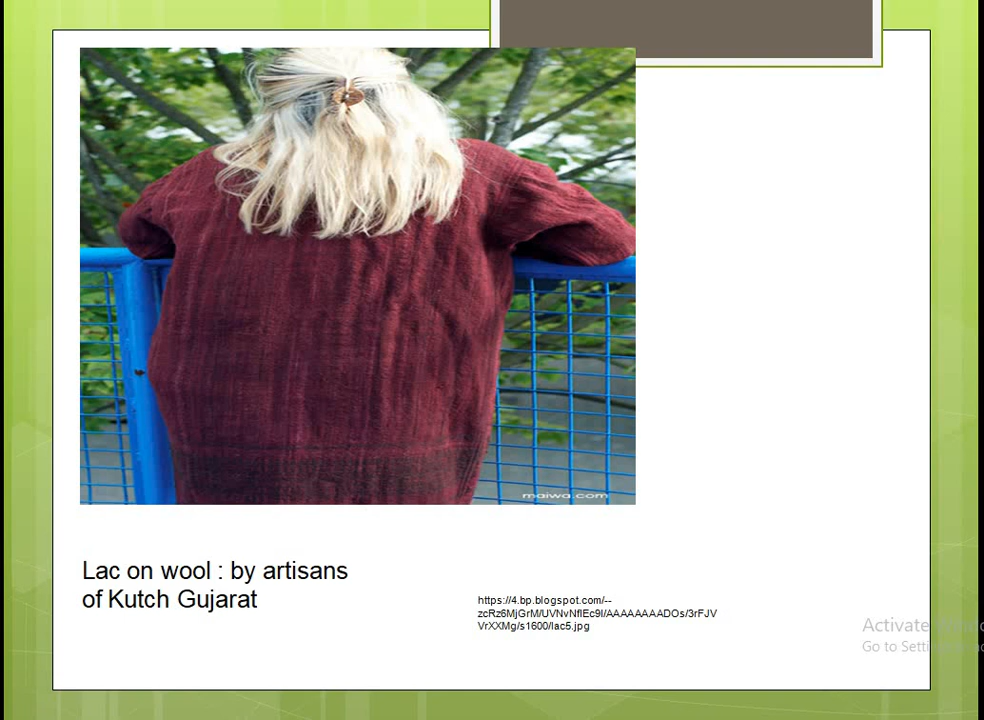 maiwa.com
Lac on wool : by artisans
of Kutch Gujarat
https://4.bp.blogspot.com/--
zcRz6MjGrM/UVNvNflEc9I/AAAAAAAADOs/3rFJV
VrXXMg/s1600/lac5.jpg
Activate
Go to Setti